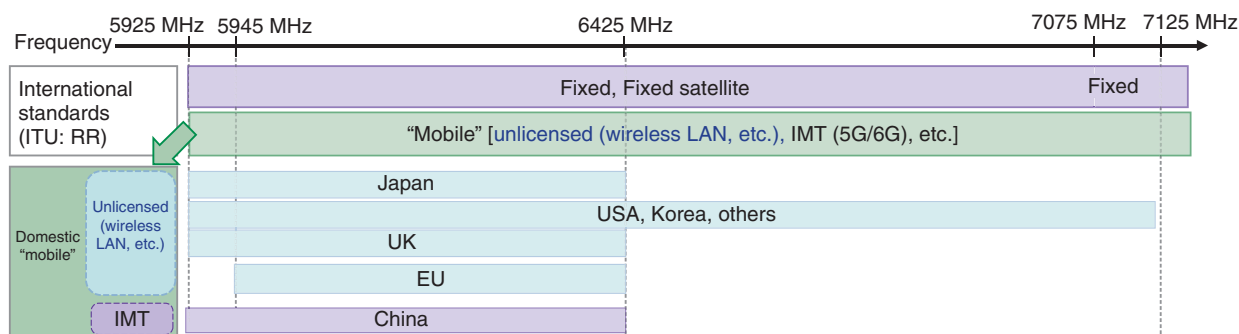 5925 MHz
5945 MHz
6425 MHz
7075 MHz
7125 MHz
Frequency
International
standards
(ITU: RR)
Fixed, Fixed satellite
Fixed
“Mobile” [unlicensed (wireless LAN, etc.), IMT (5G/6G), etc.]
Domestic
“mobile”
Unlicensed
(wireless
LAN, etc.)
Japan
USA, Korea, others
UK
EU
IMT
China